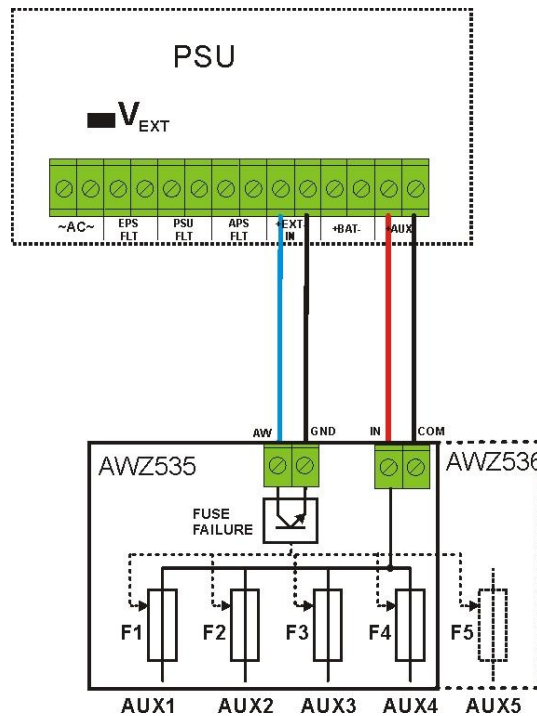 PSU
VEXT
~AC~ EPS FLT PSU FLT APS FLT +EXT- IN +BAT- +AUX-
AW GND IN COM
AWZ535 AWZ536
FUSE
FAILURE
F1 F2 F3 F4 F5
AUX1 AUX2 AUX3 AUX4 AUX5